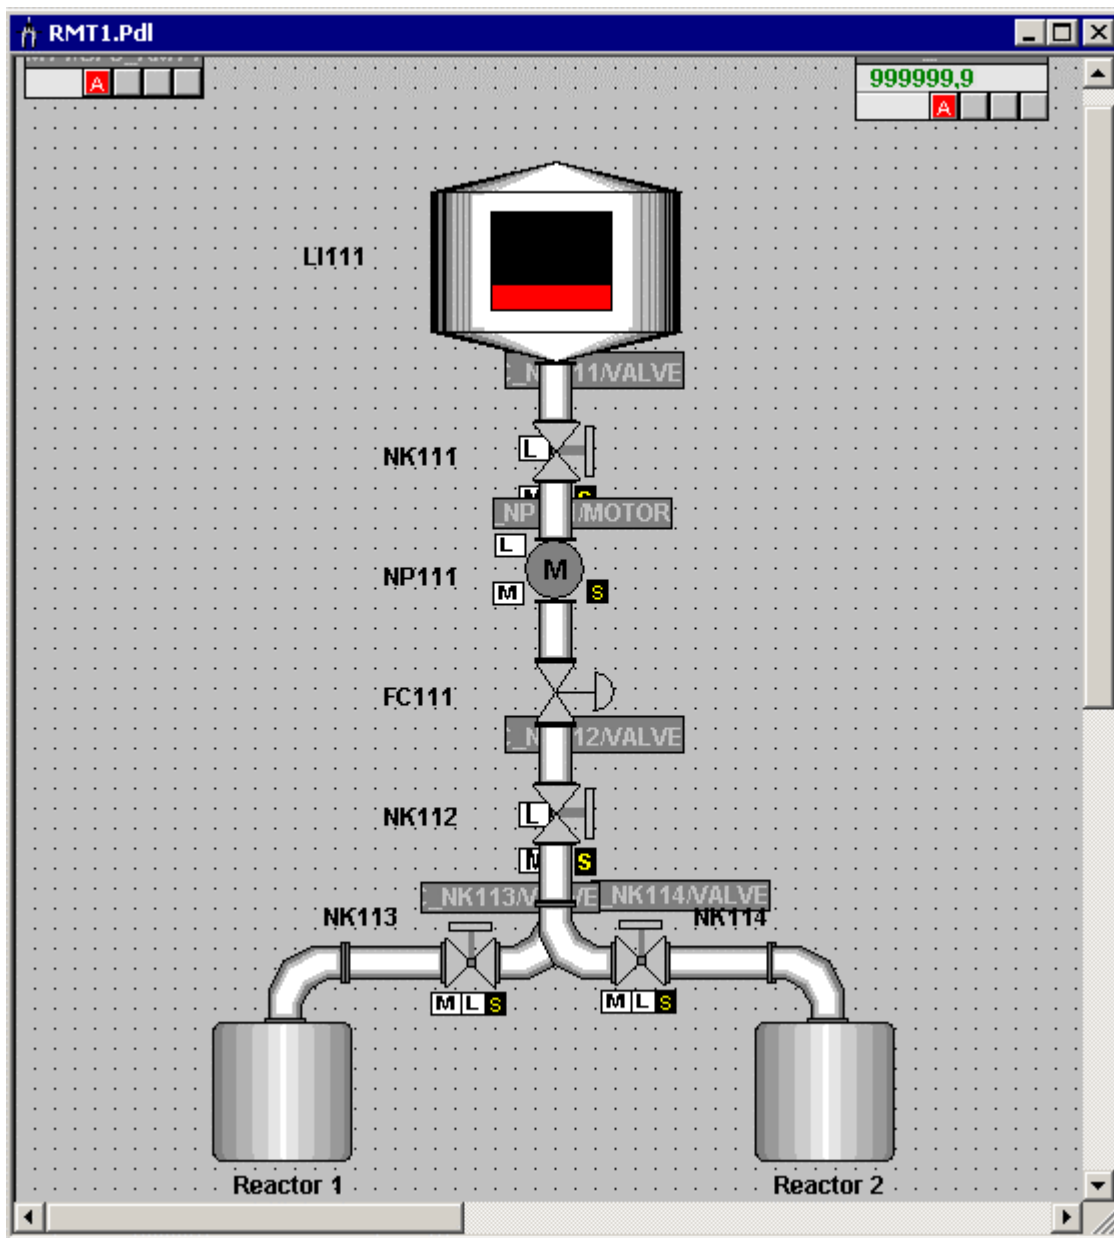 RMT1.Pdl
A
999999,9
A
LI111
11/VALVE
L
NK111
S
_NP
/MOTOR
L
NP111
M
M
S
FC111
12/VALVE
L
NK112
S
_NK113/V
_NK114/VALVE
NK113
NK114
M L S
M L S
Reactor 1
Reactor 2